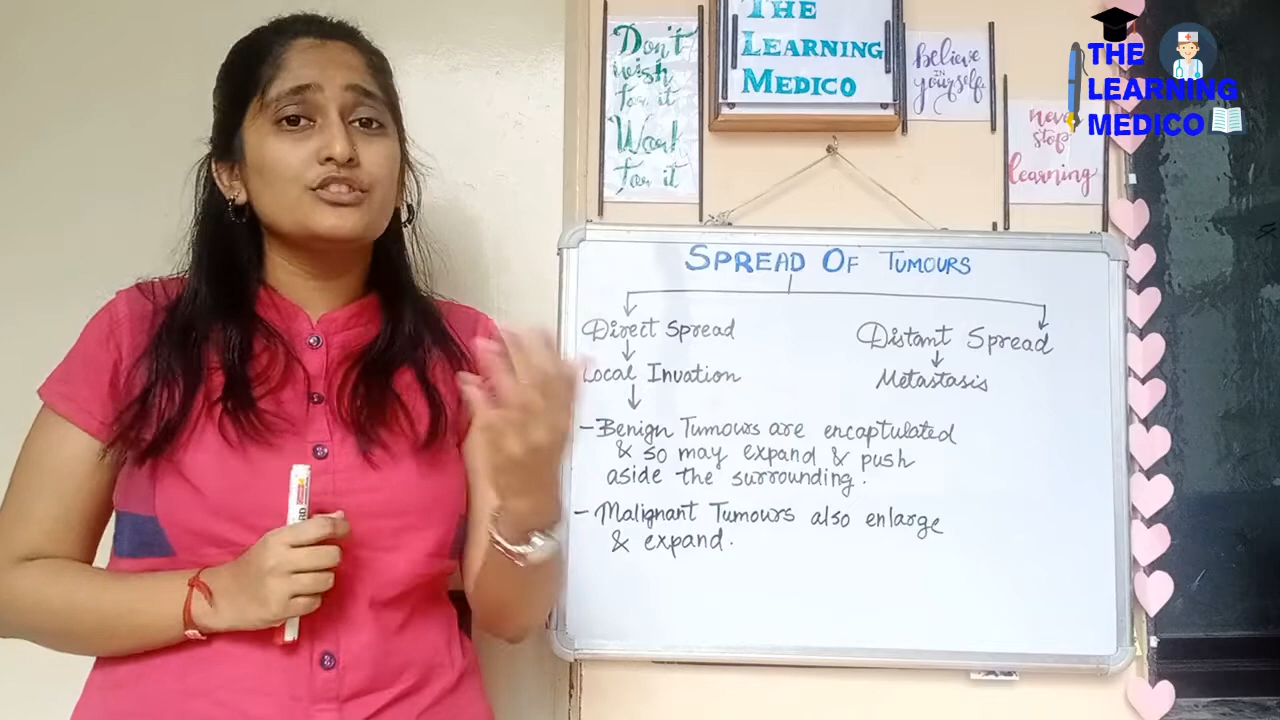 Don't
wish
for it
Work
for it
THE
LEARNING
MEDICO
Believe
IN
yourself
never
stop
learning
THE
LEARNING
MEDICO
SPREAD OF TUMOURS
Direct Spread
Local Invation
Distant Spread
Metastasis
- Benign Tumours are encaptulated
& so may expand & push
aside the surrounding.
- Malignant Tumours also enlarge
& expand.